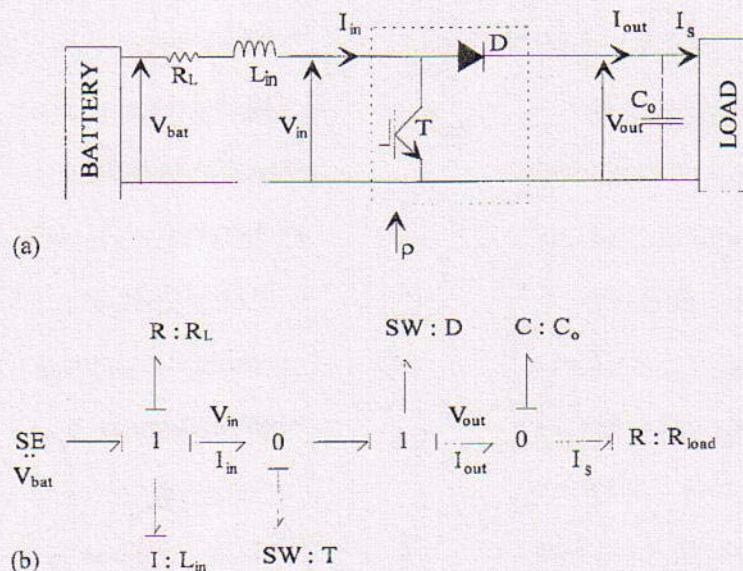 BATTERY
R_L
L_in
I_in
D
I_out
I_s
V_bat
V_in
T
V_out
C_o
LOAD
(a)
ρ
R : R_L
SW : D
C : C_o
V_in
V_out
SE
1
0
1
0
R : R_load
V_bat
I_in
I_out
I_s
(b)
I : L_in
SW : T